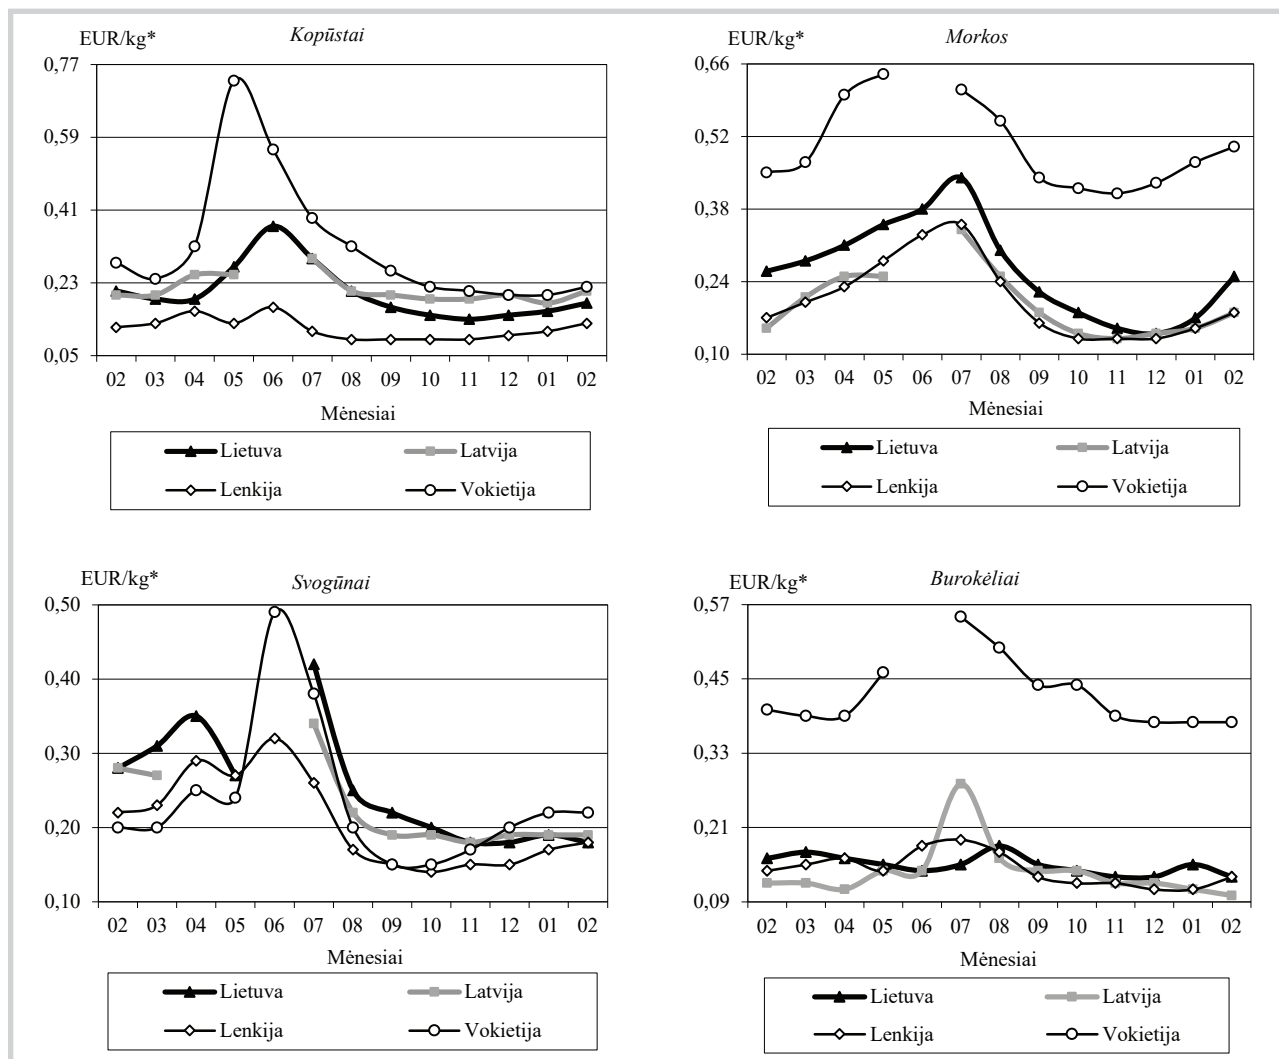 EUR/kg*
Kopūstai
0,77
0,59
0,41
0,23
0,05
02 03 04 05 06 07 08 09 10 11 12 01 02
Mėnesiai
Lietuva Latvija
Lenkija Vokietija
EUR/kg*
Morkos
0,66
0,52
0,38
0,24
0,10
02 03 04 05 06 07 08 09 10 11 12 01 02
Mėnesiai
Lietuva Latvija
Lenkija Vokietija
EUR/kg*
Svogūnai
0,50
0,40
0,30
0,20
0,10
02 03 04 05 06 07 08 09 10 11 12 01 02
Mėnesiai
Lietuva Latvija
Lenkija Vokietija
EUR/kg*
Burokėliai
0,57
0,45
0,33
0,21
0,09
02 03 04 05 06 07 08 09 10 11 12 01 02
Mėnesiai
Lietuva Latvija
Lenkija Vokietija